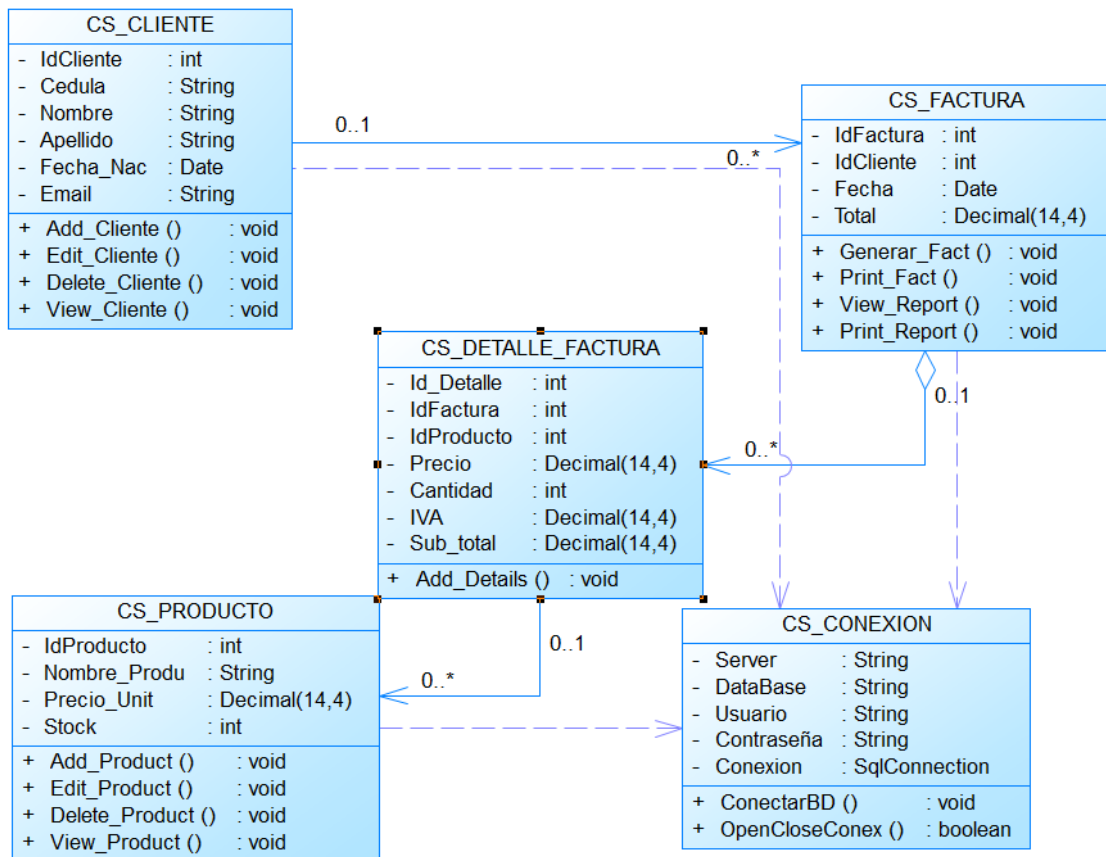 CS_CLIENTE
- IdCliente : int
- Cedula : String
- Nombre : String
- Apellido : String
- Fecha_Nac : Date
- Email : String
+ Add_Cliente () : void
+ Edit_Cliente () : void
+ Delete_Cliente () : void
+ View_Cliente () : void
0..1
0..*
CS_FACTURA
- IdFactura : int
- IdCliente : int
- Fecha : Date
- Total : Decimal(14,4)
+ Generar_Fact () : void
+ Print_Fact () : void
+ View_Report () : void
+ Print_Report () : void
0..1
0..*
CS_DETALLE_FACTURA
- Id_Detalle : int
- IdFactura : int
- IdProducto : int
- Precio : Decimal(14,4)
- Cantidad : int
- IVA : Decimal(14,4)
- Sub_total : Decimal(14,4)
+ Add_Details () : void
0..1
0..*
CS_PRODUCTO
- IdProducto : int
- Nombre_Produ : String
- Precio_Unit : Decimal(14,4)
- Stock : int
+ Add_Product () : void
+ Edit_Product () : void
+ Delete_Product () : void
+ View_Product () : void
CS_CONEXION
- Server : String
- DataBase : String
- Usuario : String
- Contraseña : String
- Conexion : SqlConnection
+ ConectarBD () : void
+ OpenCloseConex () : boolean